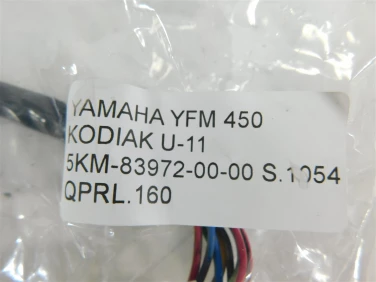 YAMAHA YFM 450
KODIAK U-11
5KM-83972-00-00 S.1054
QPRL.160